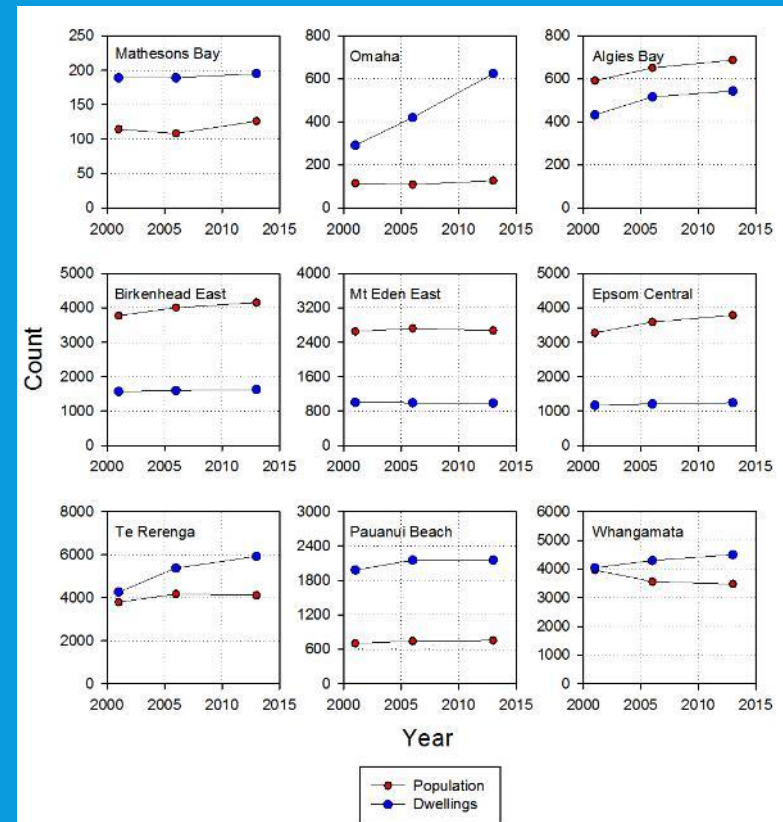 Mathesons Bay
250
200
150
100
50
0
2000 2005 2010 2015
Omaha
800
600
400
200
0
2000 2005 2010 2015
Algies Bay
800
600
400
200
0
2000 2005 2010 2015
Count
Birkenhead East
5000
4000
3000
2000
1000
0
2000 2005 2010 2015
Mt Eden East
4000
3200
2400
1600
800
0
2000 2005 2010 2015
Epsom Central
5000
4000
3000
2000
1000
0
2000 2005 2010 2015
Te Rerenga
8000
6000
4000
2000
0
2000 2005 2010 2015
Pauanui Beach
3000
2400
1800
1200
600
0
2000 2005 2010 2015
Whangamata
6000
5000
4000
3000
2000
1000
0
2000 2005 2010 2015
Year
Population
Dwellings